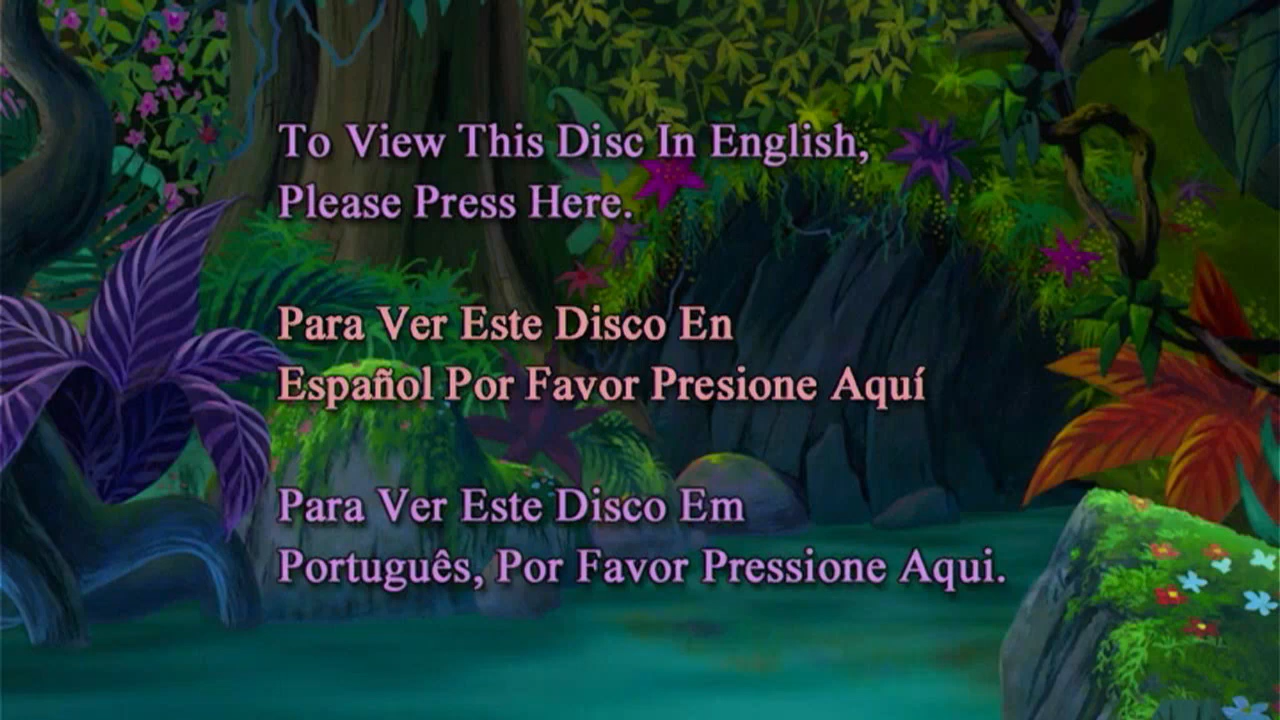 To View This Disc In English,
Please Press Here.
Para Ver Este Disco En
Español Por Favor Presione Aquí
Para Ver Este Disco Em
Português, Por Favor Pressione Aqui.